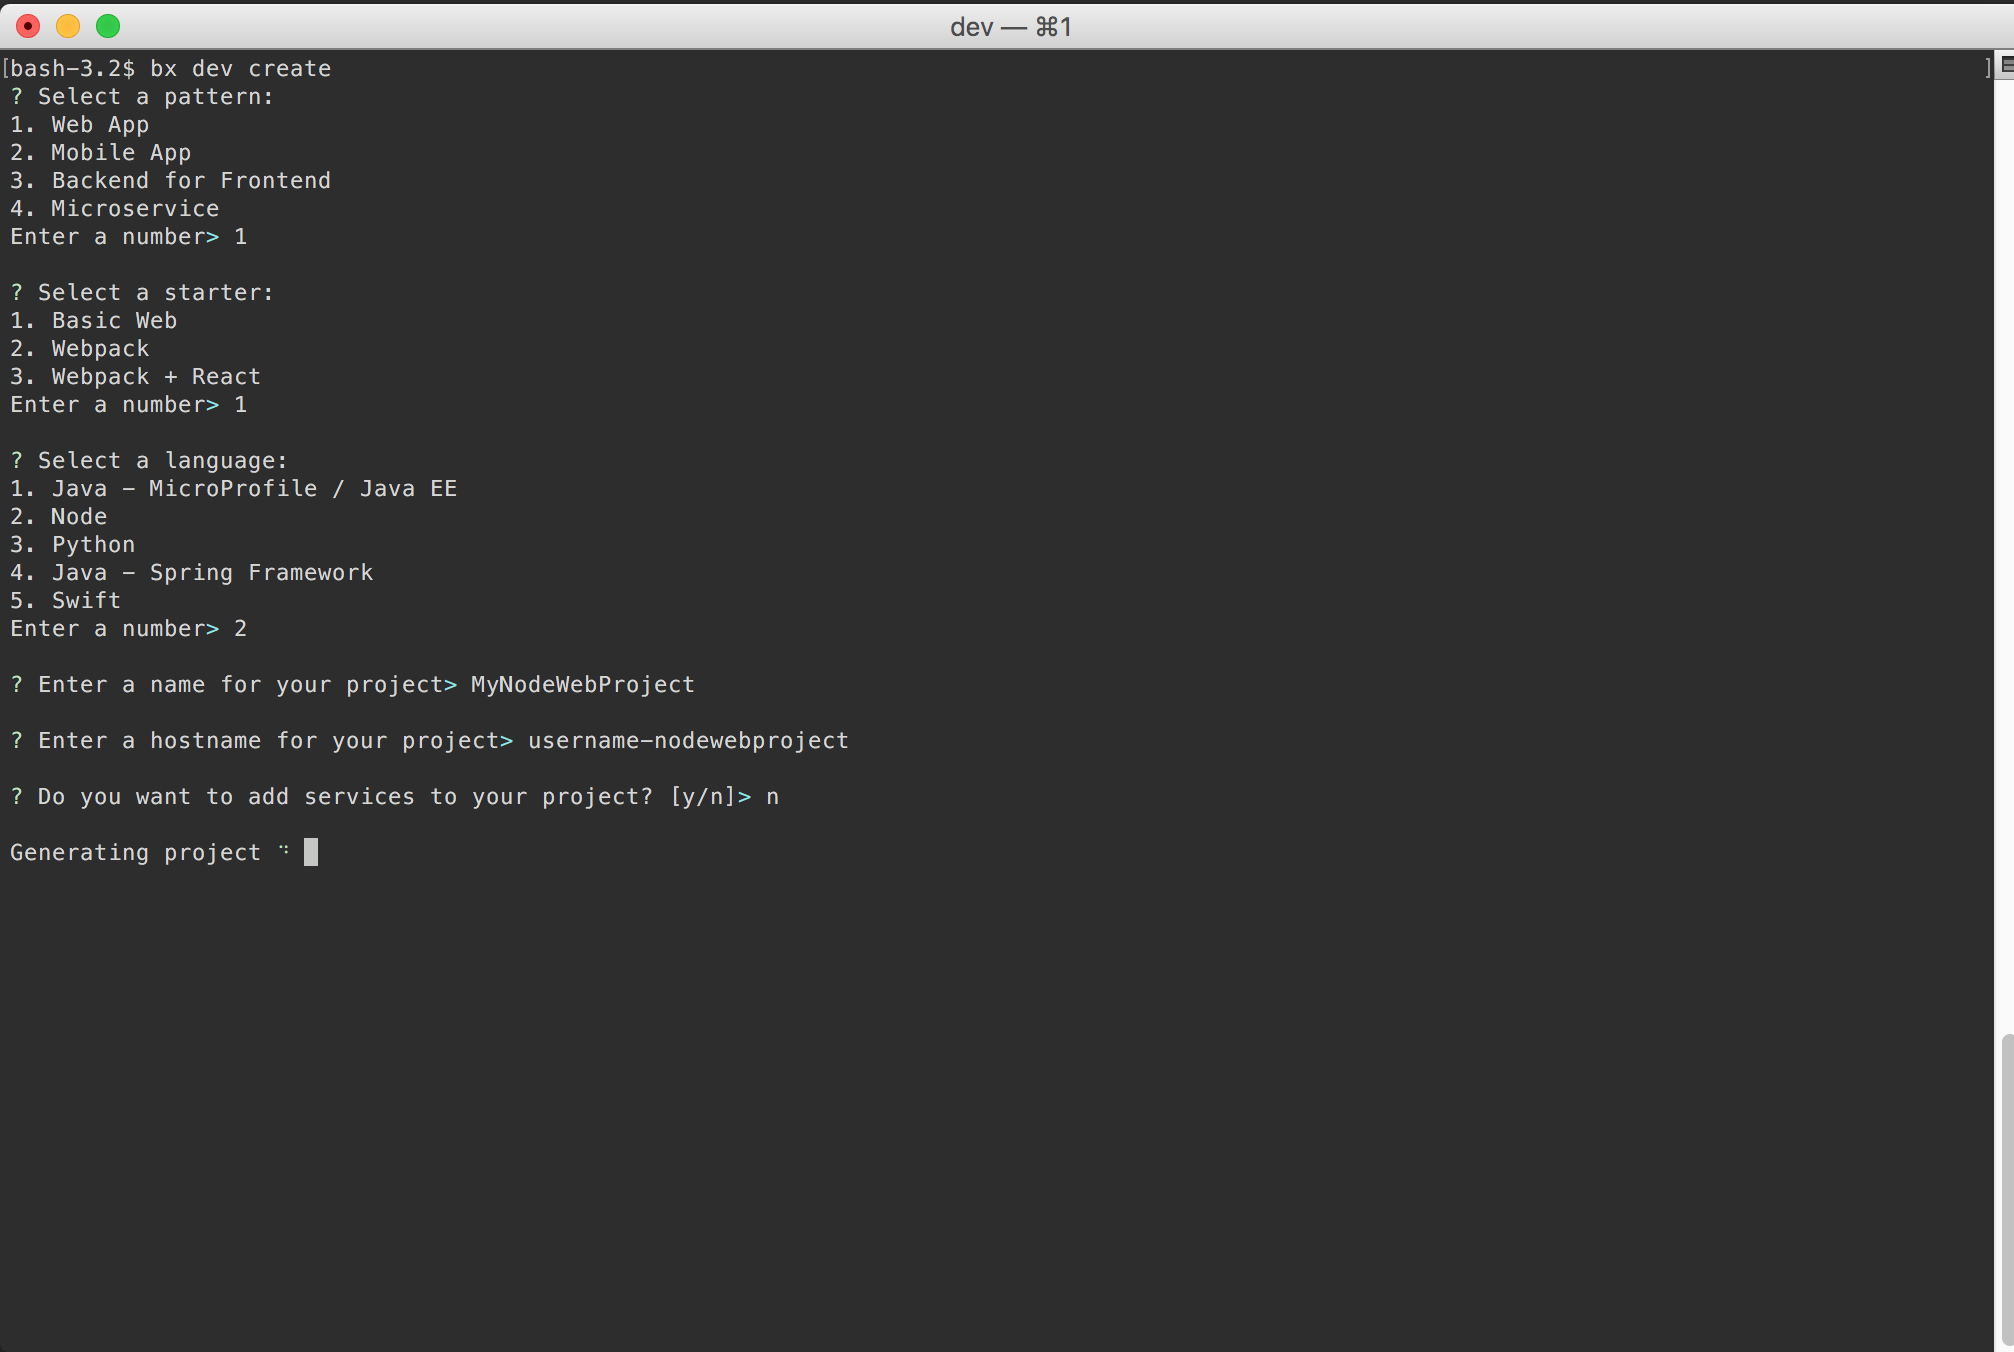 dev — ⌘1
[bash-3.2$ bx dev create ]
? Select a pattern:
1. Web App
2. Mobile App
3. Backend for Frontend
4. Microservice
Enter a number> 1
? Select a starter:
1. Basic Web
2. Webpack
3. Webpack + React
Enter a number> 1
? Select a language:
1. Java - MicroProfile / Java EE
2. Node
3. Python
4. Java - Spring Framework
5. Swift
Enter a number> 2
? Enter a name for your project> MyNodeWebProject
? Enter a hostname for your project> username-nodewebproject
? Do you want to add services to your project? [y/n]> n
Generating project